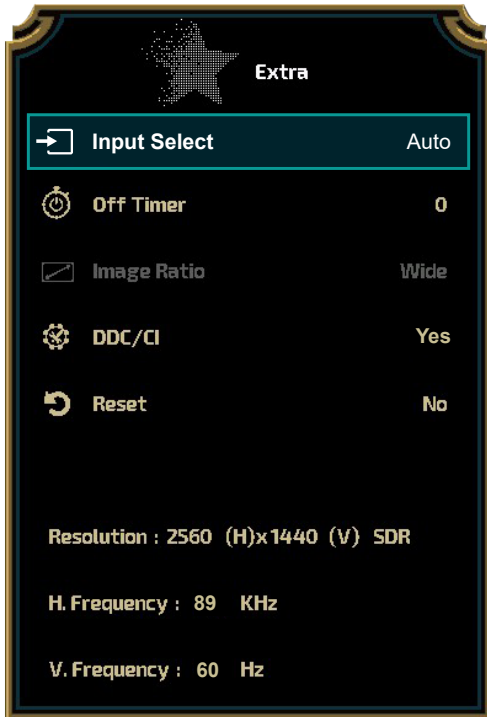 Extra
Input Select Auto
Off Timer 0
Image Ratio Wide
DDC/CI Yes
Reset No
Resolution : 2560 (H)x1440 (V) SDR
H. Frequency : 89 KHz
V. Frequency : 60 Hz